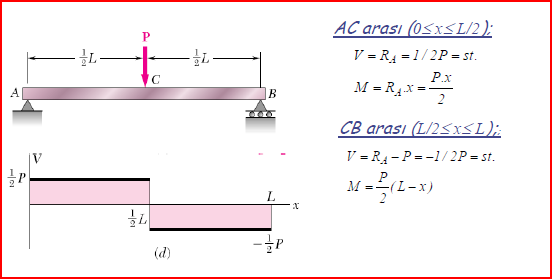 P
½L ½L
C
A B
V
½P
L
x
½L
-½P
(d)
AC arası (0≤x≤L/2);
V = R_A = 1/2P = st.
M = R_A.x = P.x/2
CB arası (L/2≤x≤L);
V = R_A − P = −1/2P = st.
M = P/2 (L − x)